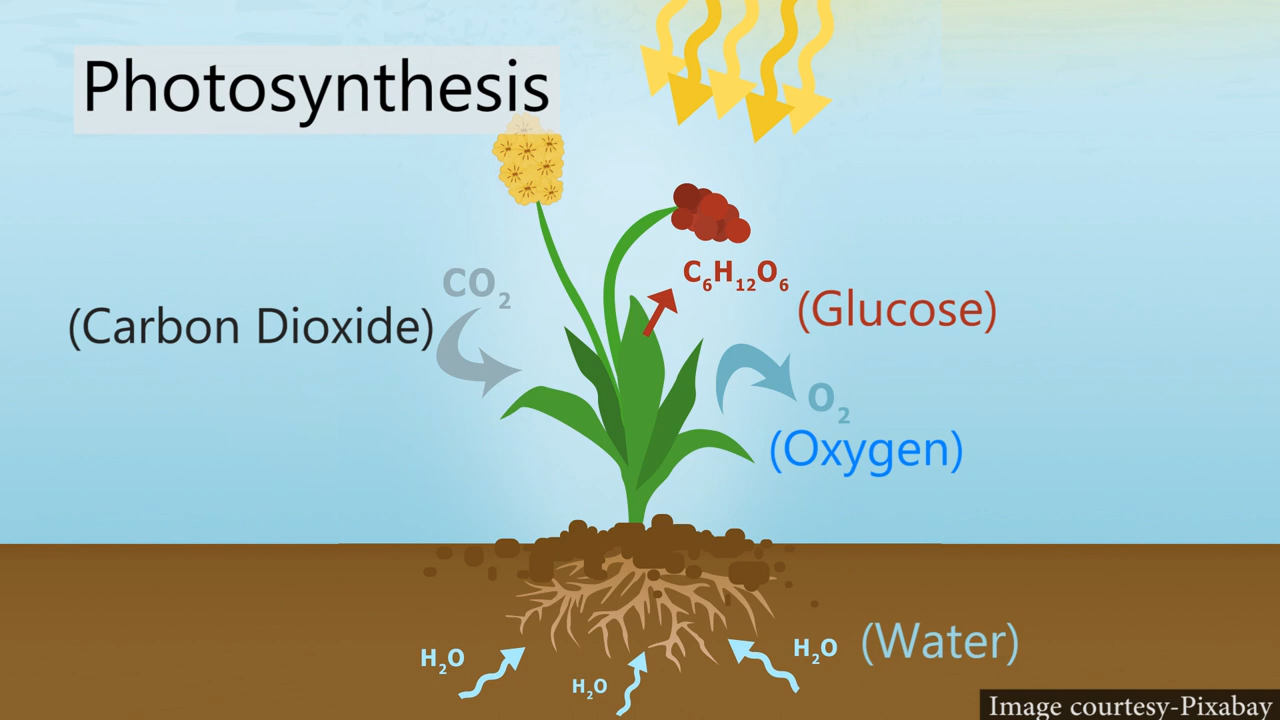 Photosynthesis
CO₂
(Carbon Dioxide)
C₆H₁₂O₆
(Glucose)
O₂
(Oxygen)
H₂O
H₂O
H₂O
(Water)
Image courtesy-Pixabay